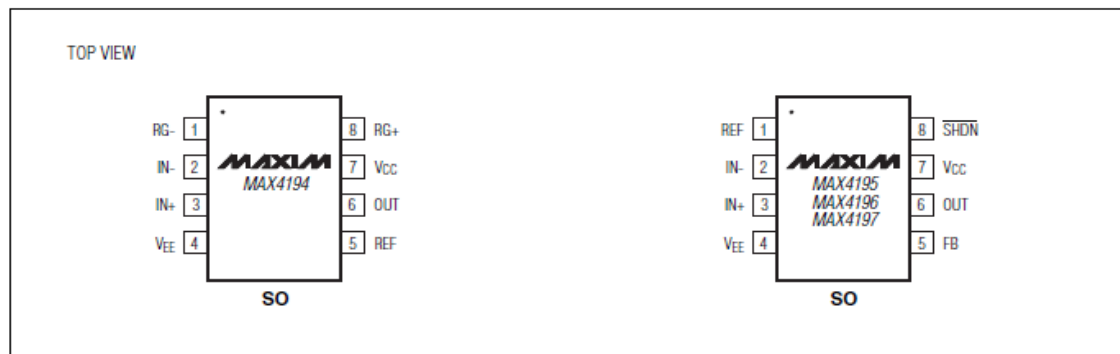 TOP VIEW
RG- 1
IN- 2
IN+ 3
VEE 4
*
MAXIM
MAX4194
8 RG+
7 VCC
6 OUT
5 REF
SO
REF 1
IN- 2
IN+ 3
VEE 4
*
MAXIM
MAX4195
MAX4196
MAX4197
8 SHDN
7 VCC
6 OUT
5 FB
SO